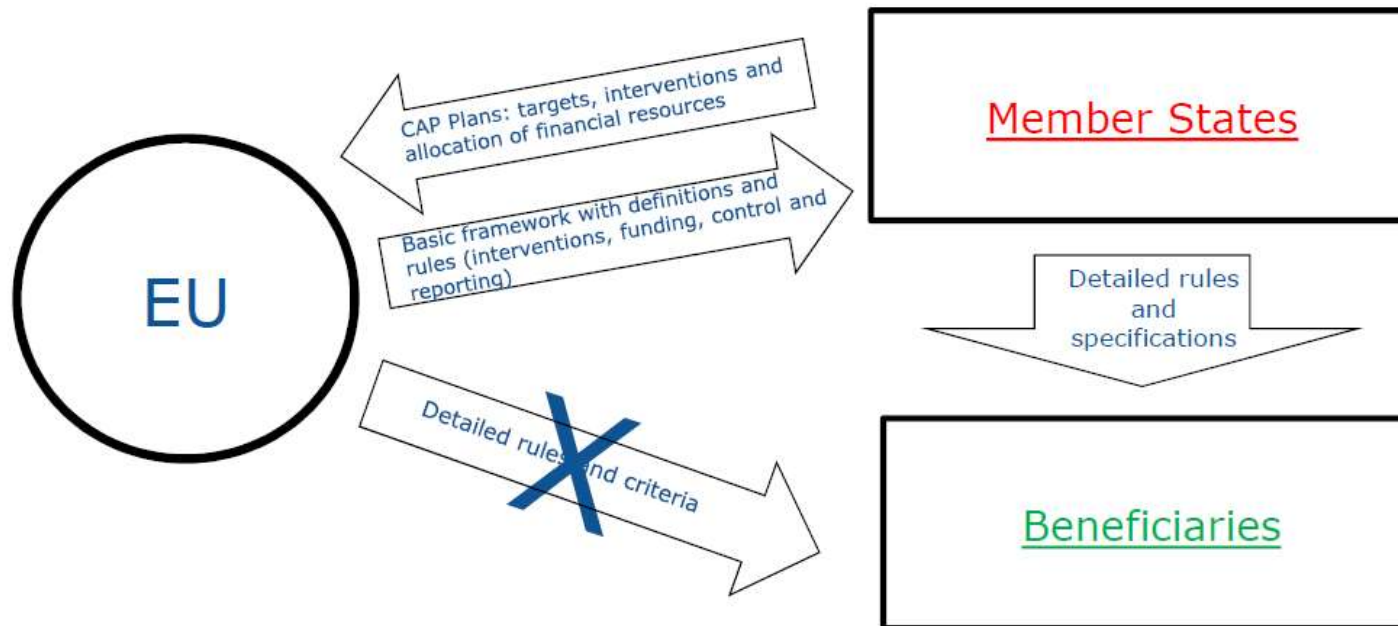 CAP Plans: targets, interventions and
allocation of financial resources
Member States
Basic framework with definitions and
rules (interventions, funding, control and
reporting)
EU
Detailed rules
and
specifications
Detailed rules and criteria
X
Beneficiaries